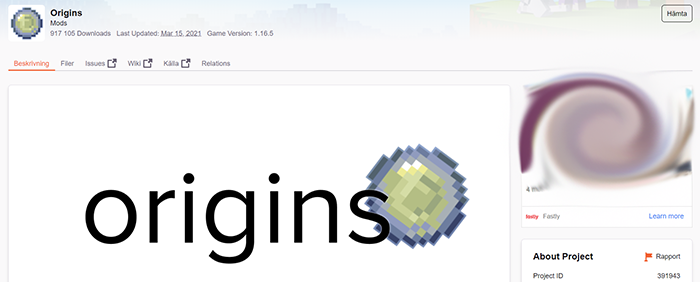 Origins
Mods
917 105 Downloads Last Updated: Mar 15, 2021 Game Version: 1.16.5
Hämta
Beskrivning Filer Issues Wiki Källa Relations
origins
fastly Fastly Learn more
About Project Rapport
Project ID 391943